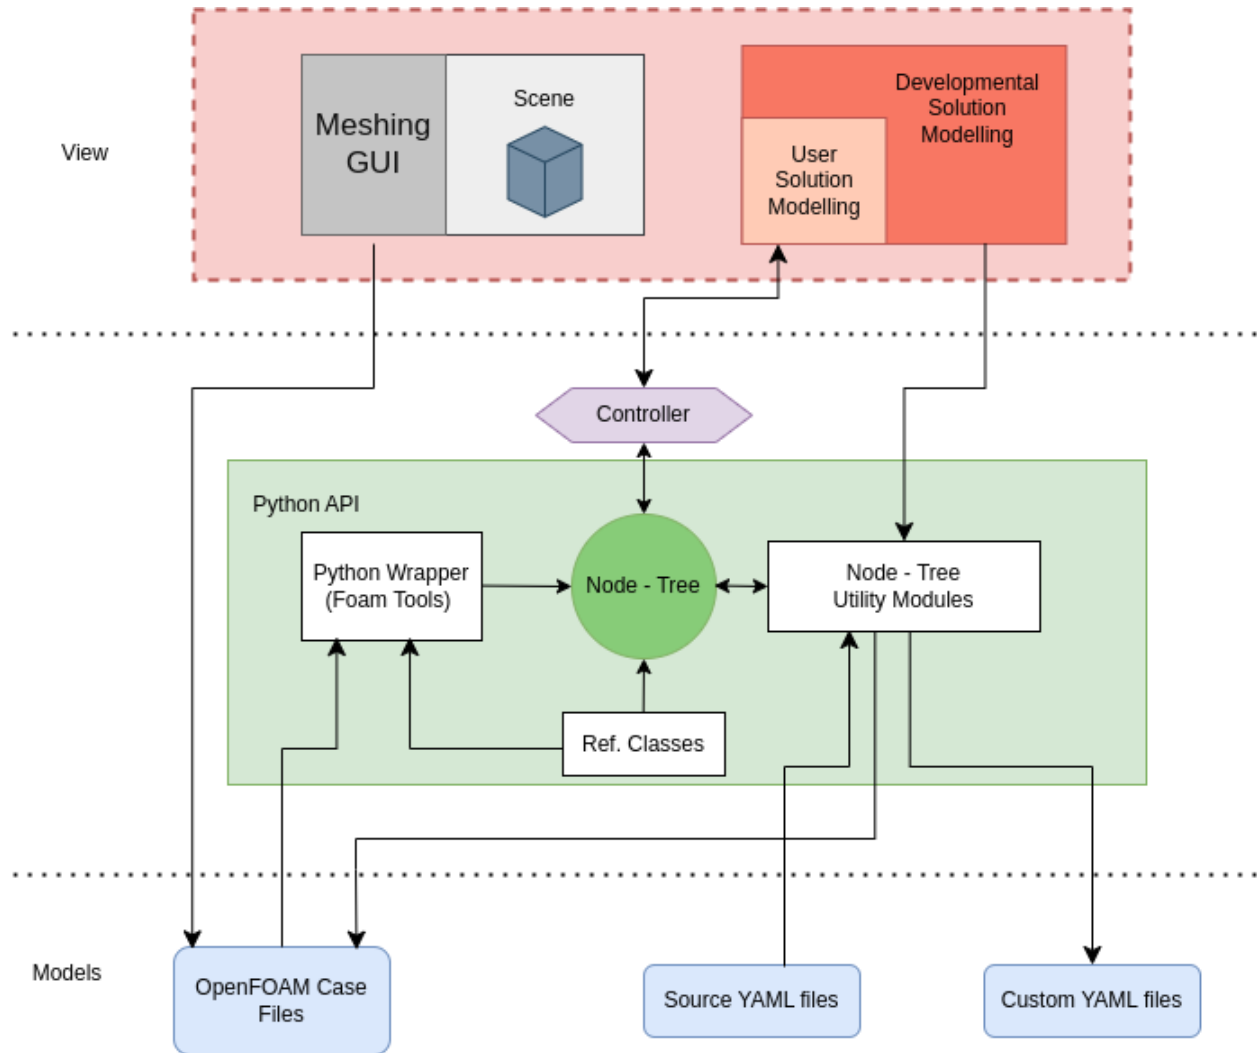 View
Meshing
GUI
Scene
Developmental
Solution
Modelling
User
Solution
Modelling
Controller
Python API
Python Wrapper
(Foam Tools)
Node - Tree
Node - Tree
Utility Modules
Ref. Classes
Models
OpenFOAM Case
Files
Source YAML files
Custom YAML files